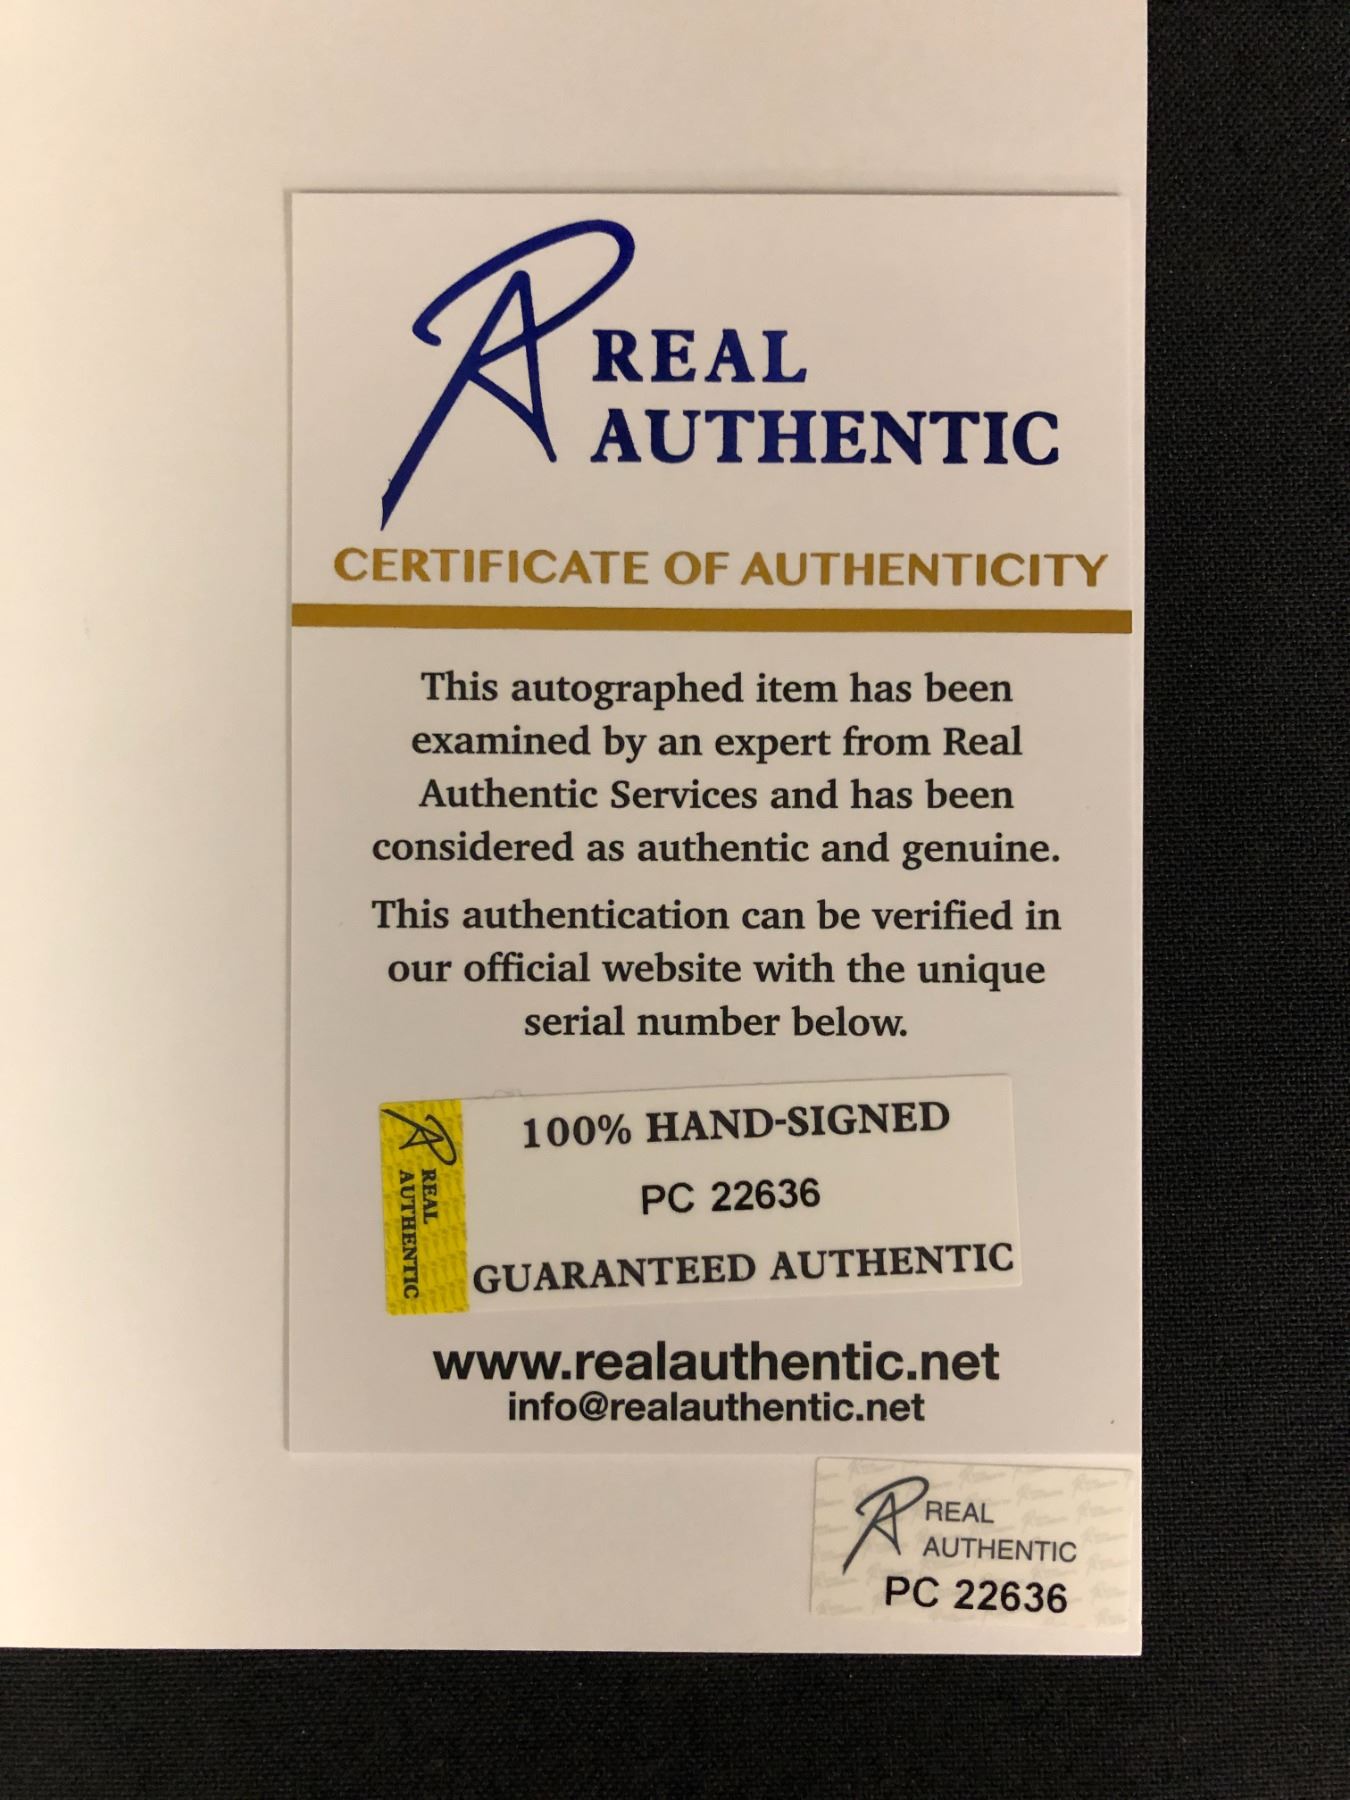 REAL
AUTHENTIC
CERTIFICATE OF AUTHENTICITY
This autographed item has been
examined by an expert from Real
Authentic Services and has been
considered as authentic and genuine.
This authentication can be verified in
our official website with the unique
serial number below.
REAL
AUTHENTIC
100% HAND-SIGNED
PC 22636
GUARANTEED AUTHENTIC
www.realauthentic.net
info@realauthentic.net
REAL
AUTHENTIC
PC 22636